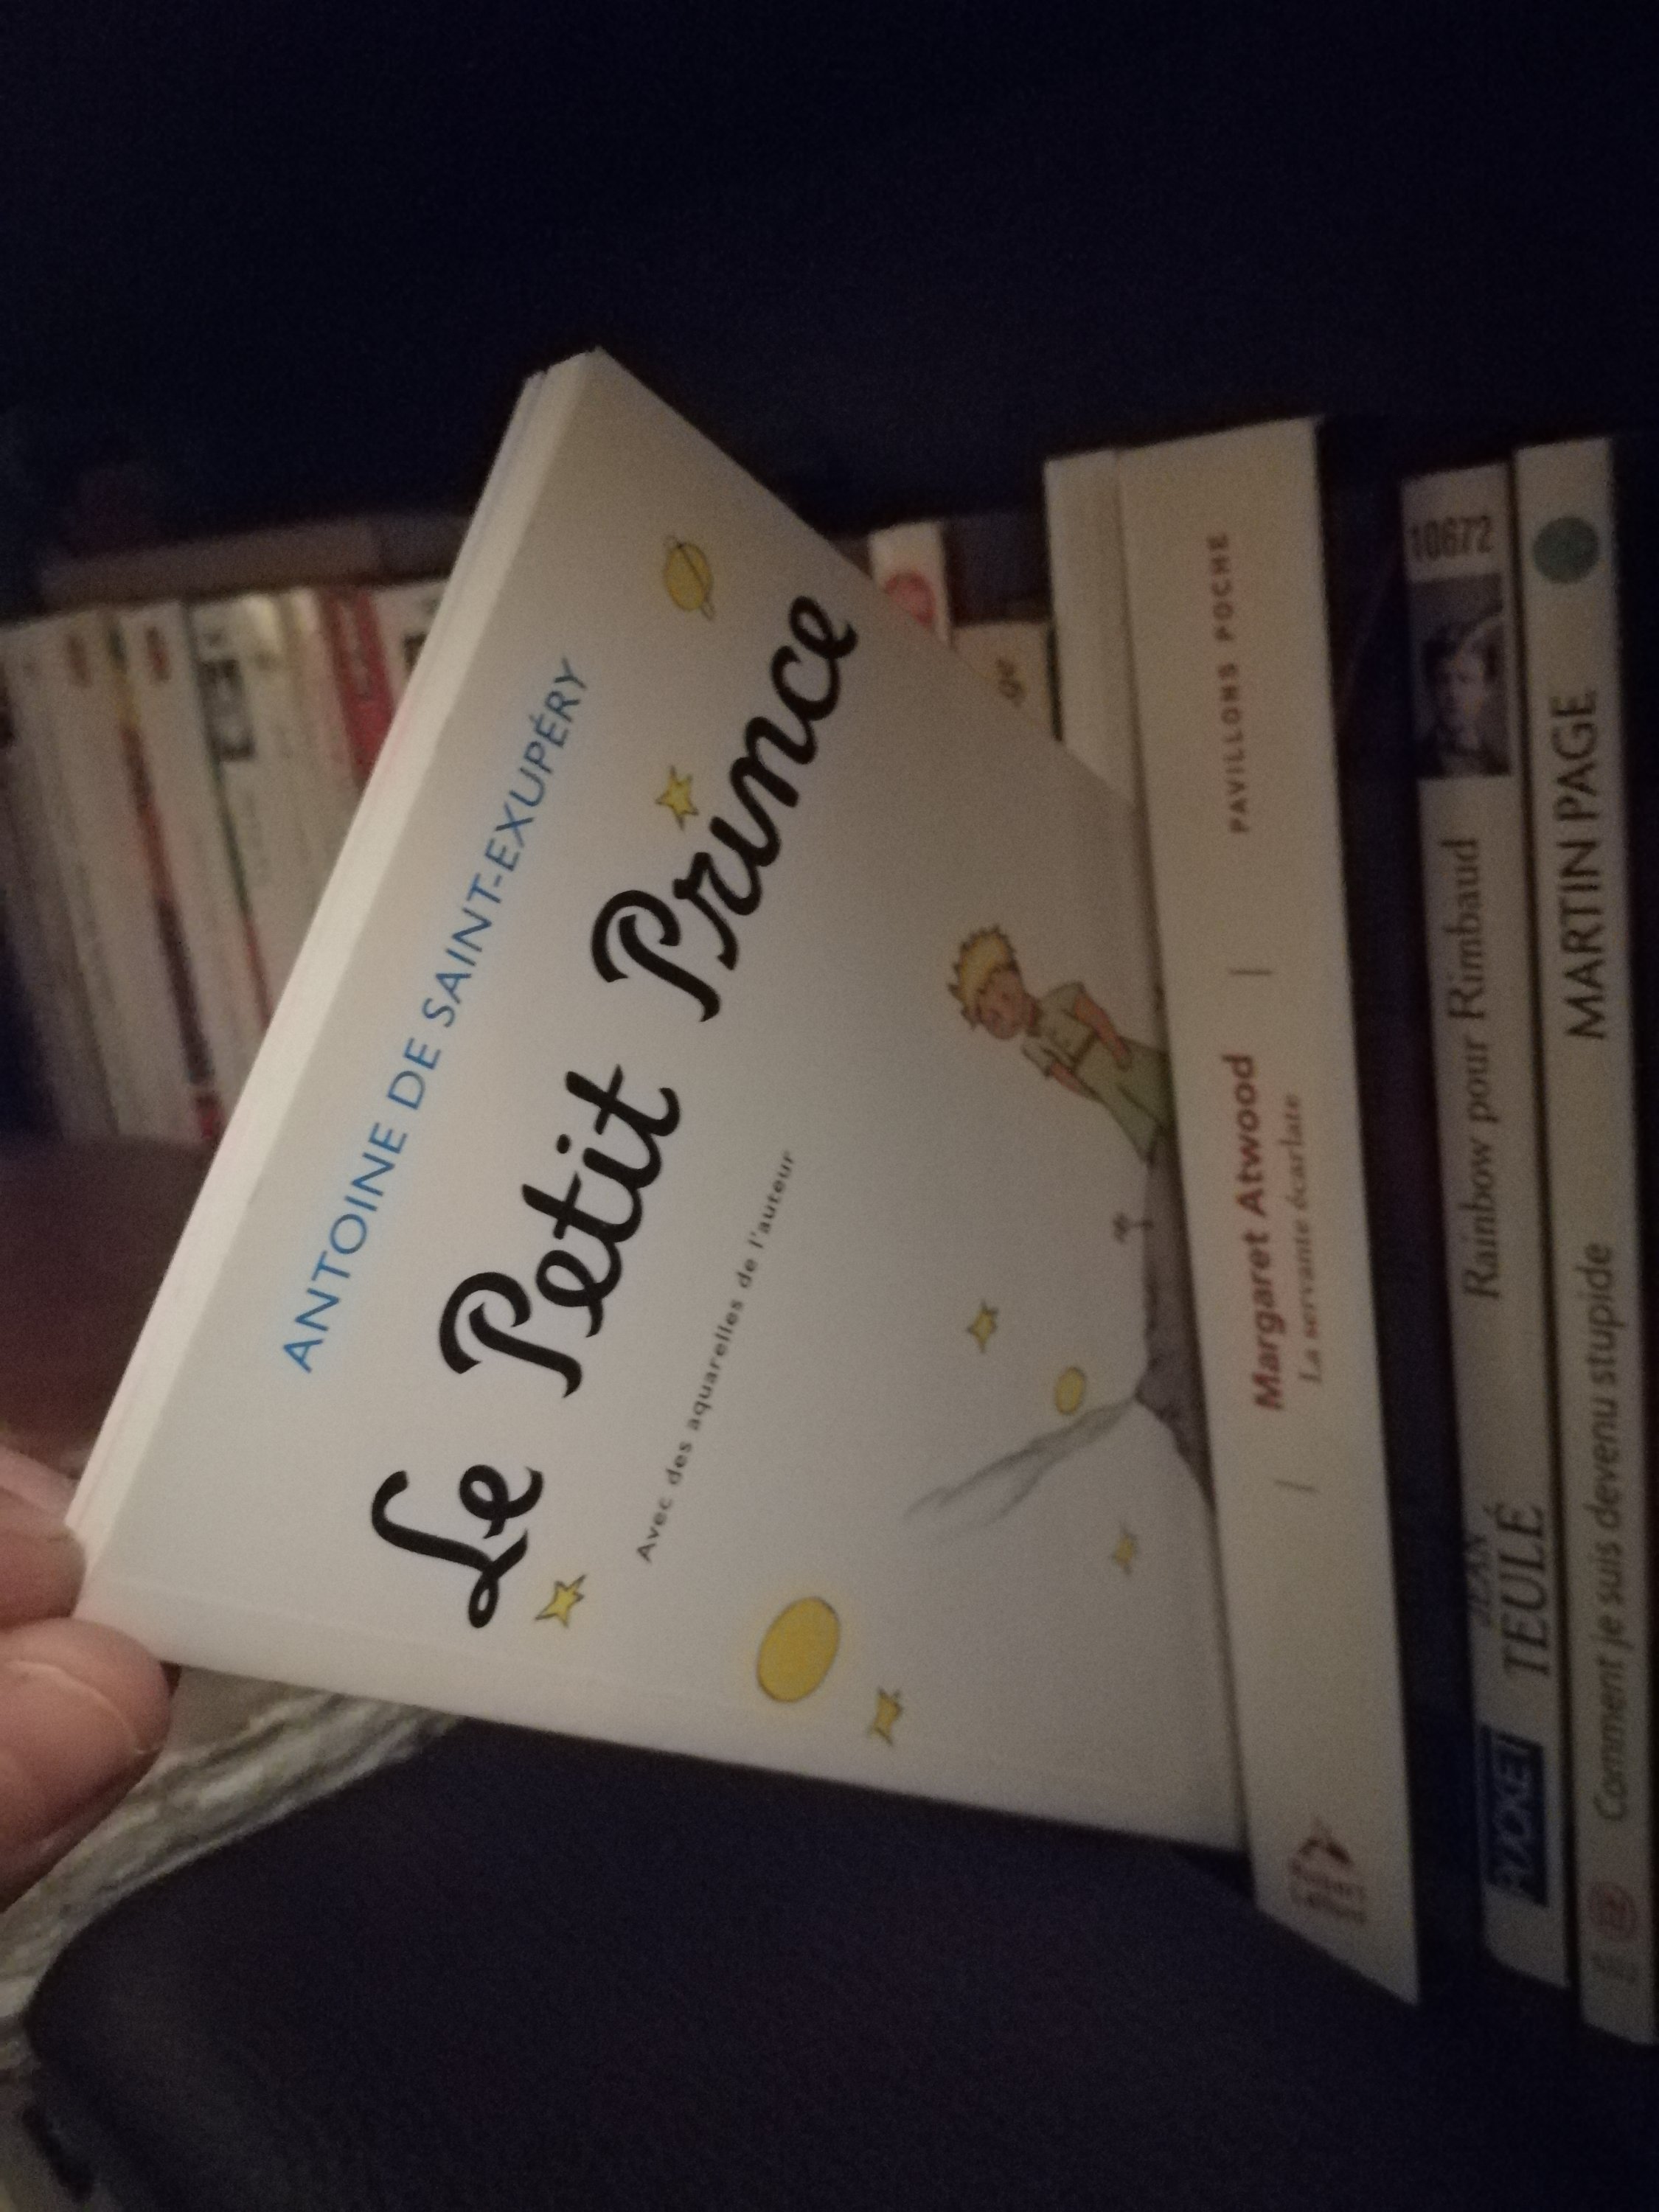 ANTOINE DE SAINT-EXUPÉRY
Le Petit Prince
Avec des aquarelles de l'auteur
PAVILLONS POCHE
Margaret Atwood
La servante écarlate
10672
Rainbow pour Rimbaud
JEAN
TEULÉ
POCKET
MARTIN PAGE
Comment je suis devenu stupide